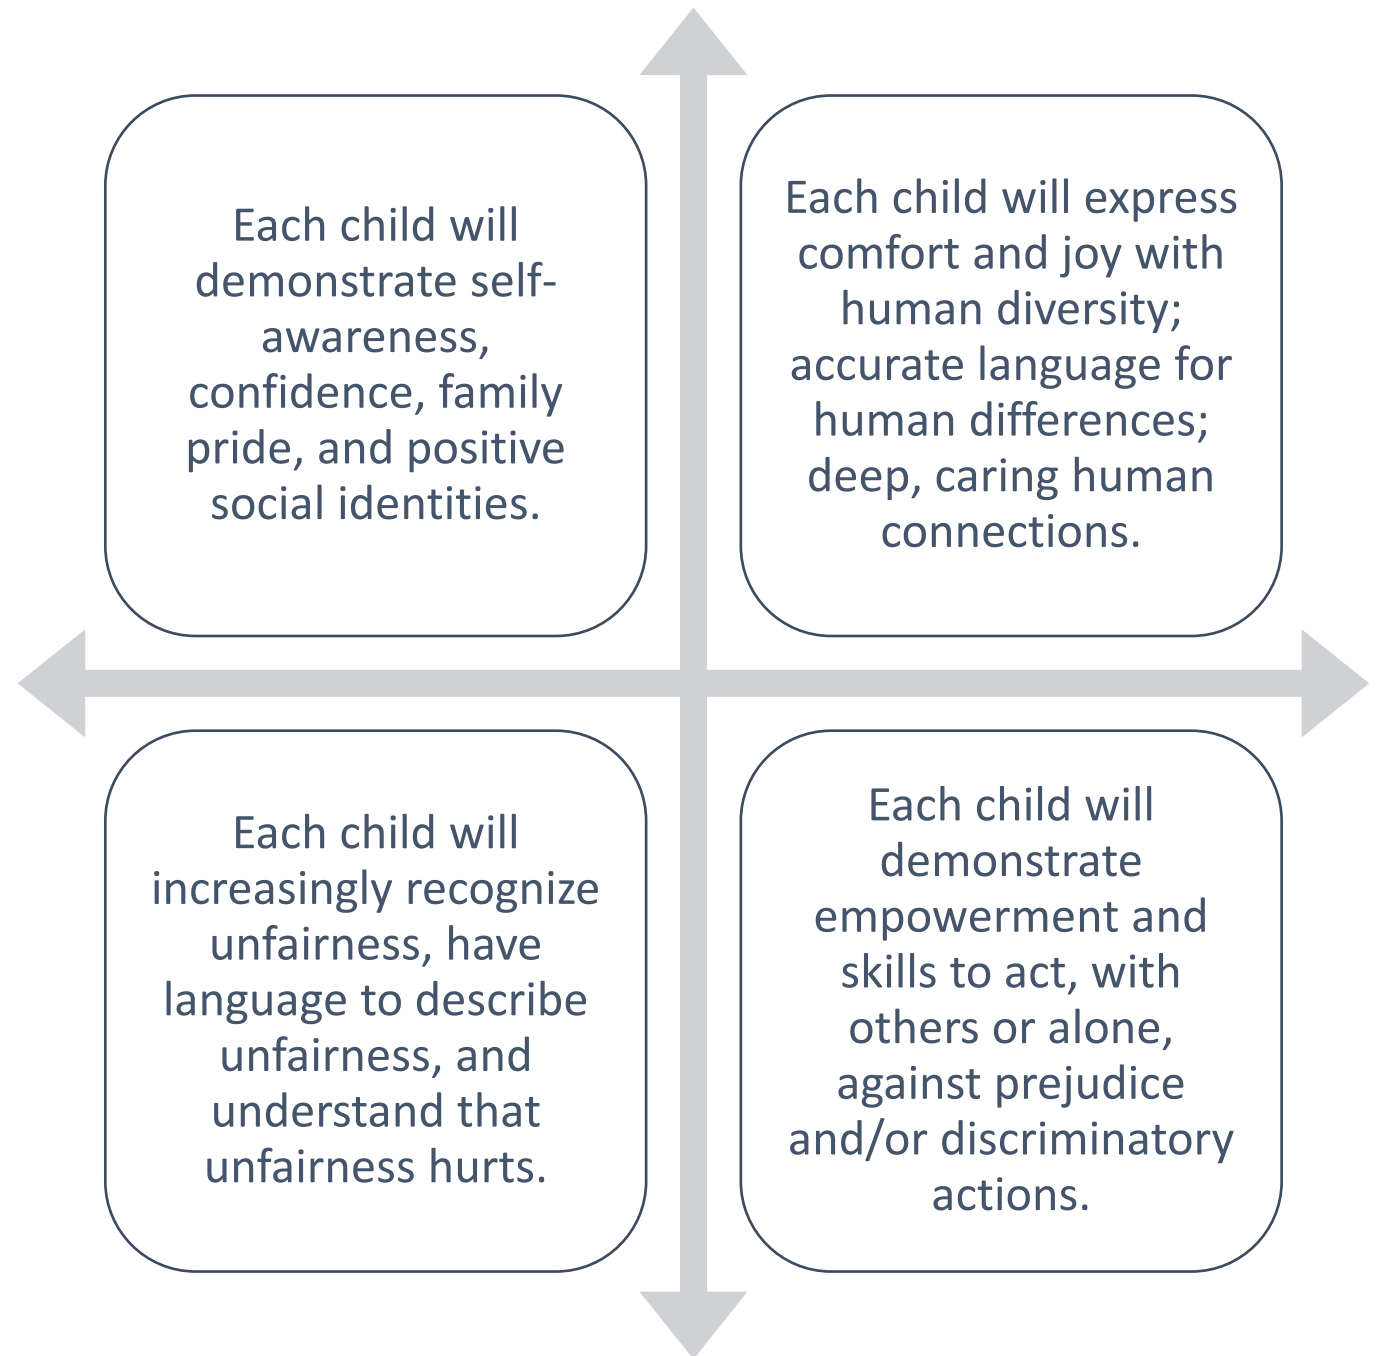 Each child will
demonstrate self-
awareness,
confidence, family
pride, and positive
social identities.
Each child will express
comfort and joy with
human diversity;
accurate language for
human differences;
deep, caring human
connections.
Each child will
increasingly recognize
unfairness, have
language to describe
unfairness, and
understand that
unfairness hurts.
Each child will
demonstrate
empowerment and
skills to act, with
others or alone,
against prejudice
and/or discriminatory
actions.